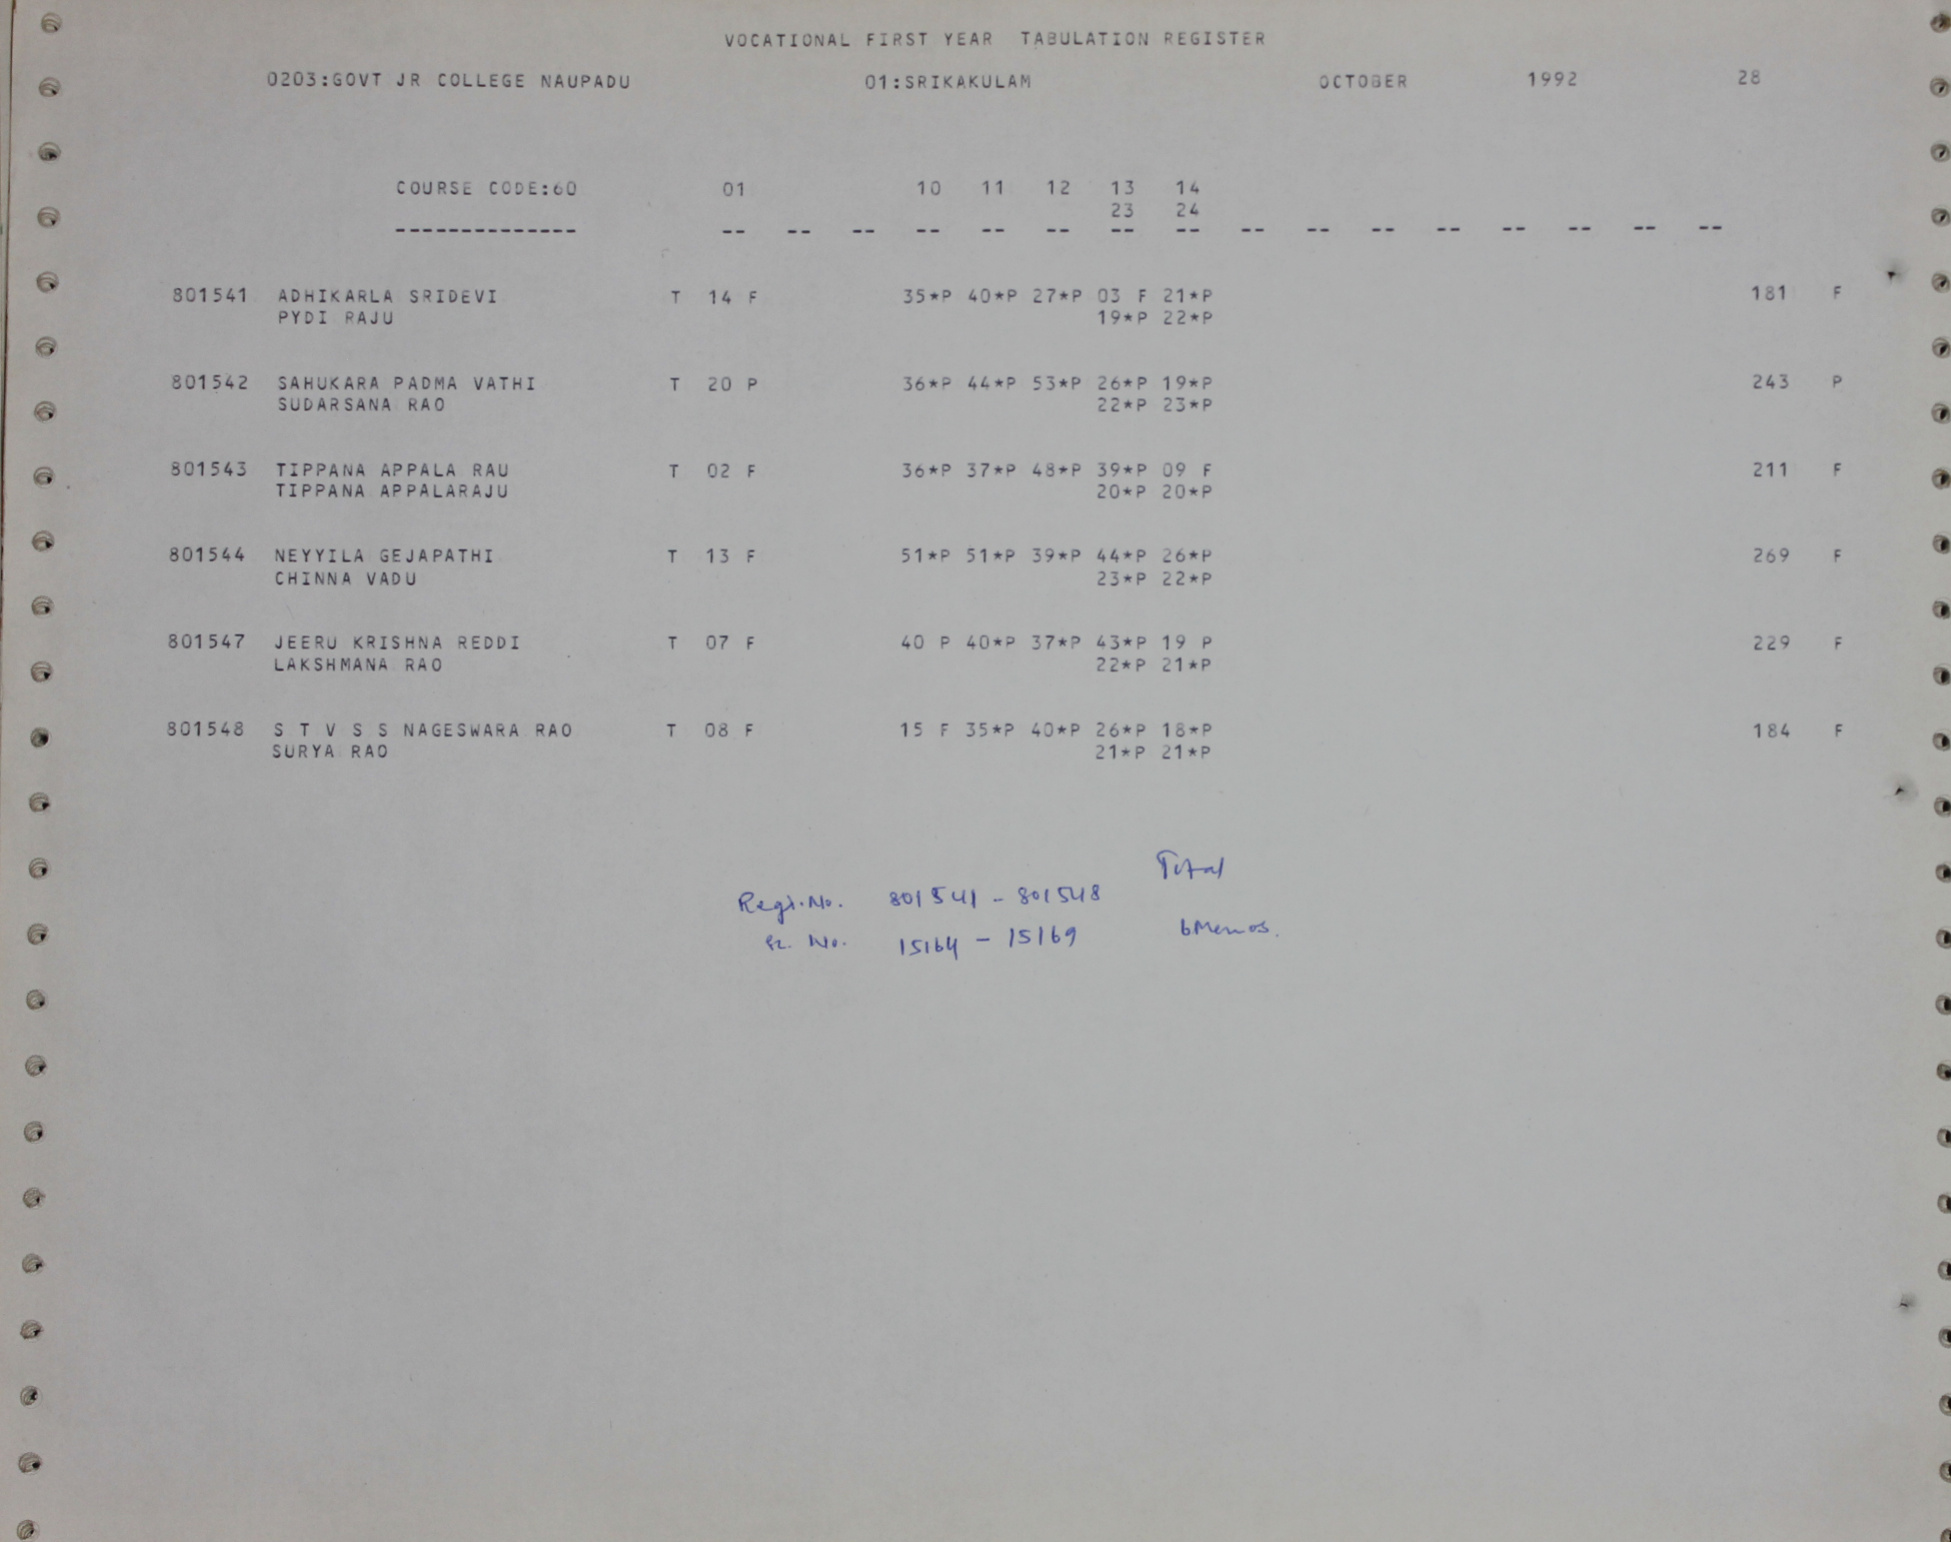 VOCATIONAL FIRST YEAR TABULATION REGISTER
0203:GOVT JR COLLEGE NAUPADU 01:SRIKAKULAM OCTOBER 1992 28
COURSE CODE:60 01 10 11 12 13 14
23 24
-------------- -- -- -- -- -- -- -- -- -- -- -- -- -- -- -- --
801541 ADHIKARLA SRIDEVI T 14 F 35*P 40*P 27*P 03 F 21*P 181 F
PYDI RAJU 19*P 22*P
801542 SAHUKARA PADMA VATHI T 20 P 36*P 44*P 53*P 26*P 19*P 243 P
SUDARSANA RAO 22*P 23*P
801543 TIPPANA APPALA RAU T 02 F 36*P 37*P 48*P 39*P 09 F 211 F
TIPPANA APPALARAJU 20*P 20*P
801544 NEYYILA GEJAPATHI T 13 F 51*P 51*P 39*P 44*P 26*P 269 F
CHINNA VADU 23*P 22*P
801547 JEERU KRISHNA REDDI T 07 F 40 P 40*P 37*P 43*P 19 P 229 F
LAKSHMANA RAO 22*P 21*P
801548 S T V S S NAGESWARA RAO T 08 F 15 F 35*P 40*P 26*P 18*P 184 F
SURYA RAO 21*P 21*P
Total
Regt.No. 801541 - 801548
Sr. No. 15164 - 15169 6Memos.